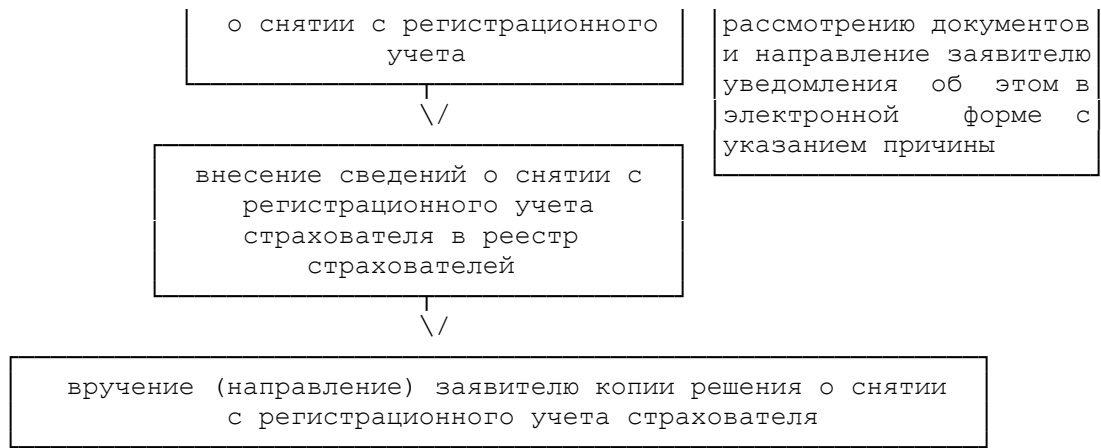 о снятии с регистрационного
учета
рассмотрению документов
и направление заявителю
уведомления об этом в
электронной форме с
указанием причины
\/
внесение сведений о снятии с
регистрационного учета
страхователя в реестр
страхователей
\/
вручение (направление) заявителю копии решения о снятии
с регистрационного учета страхователя